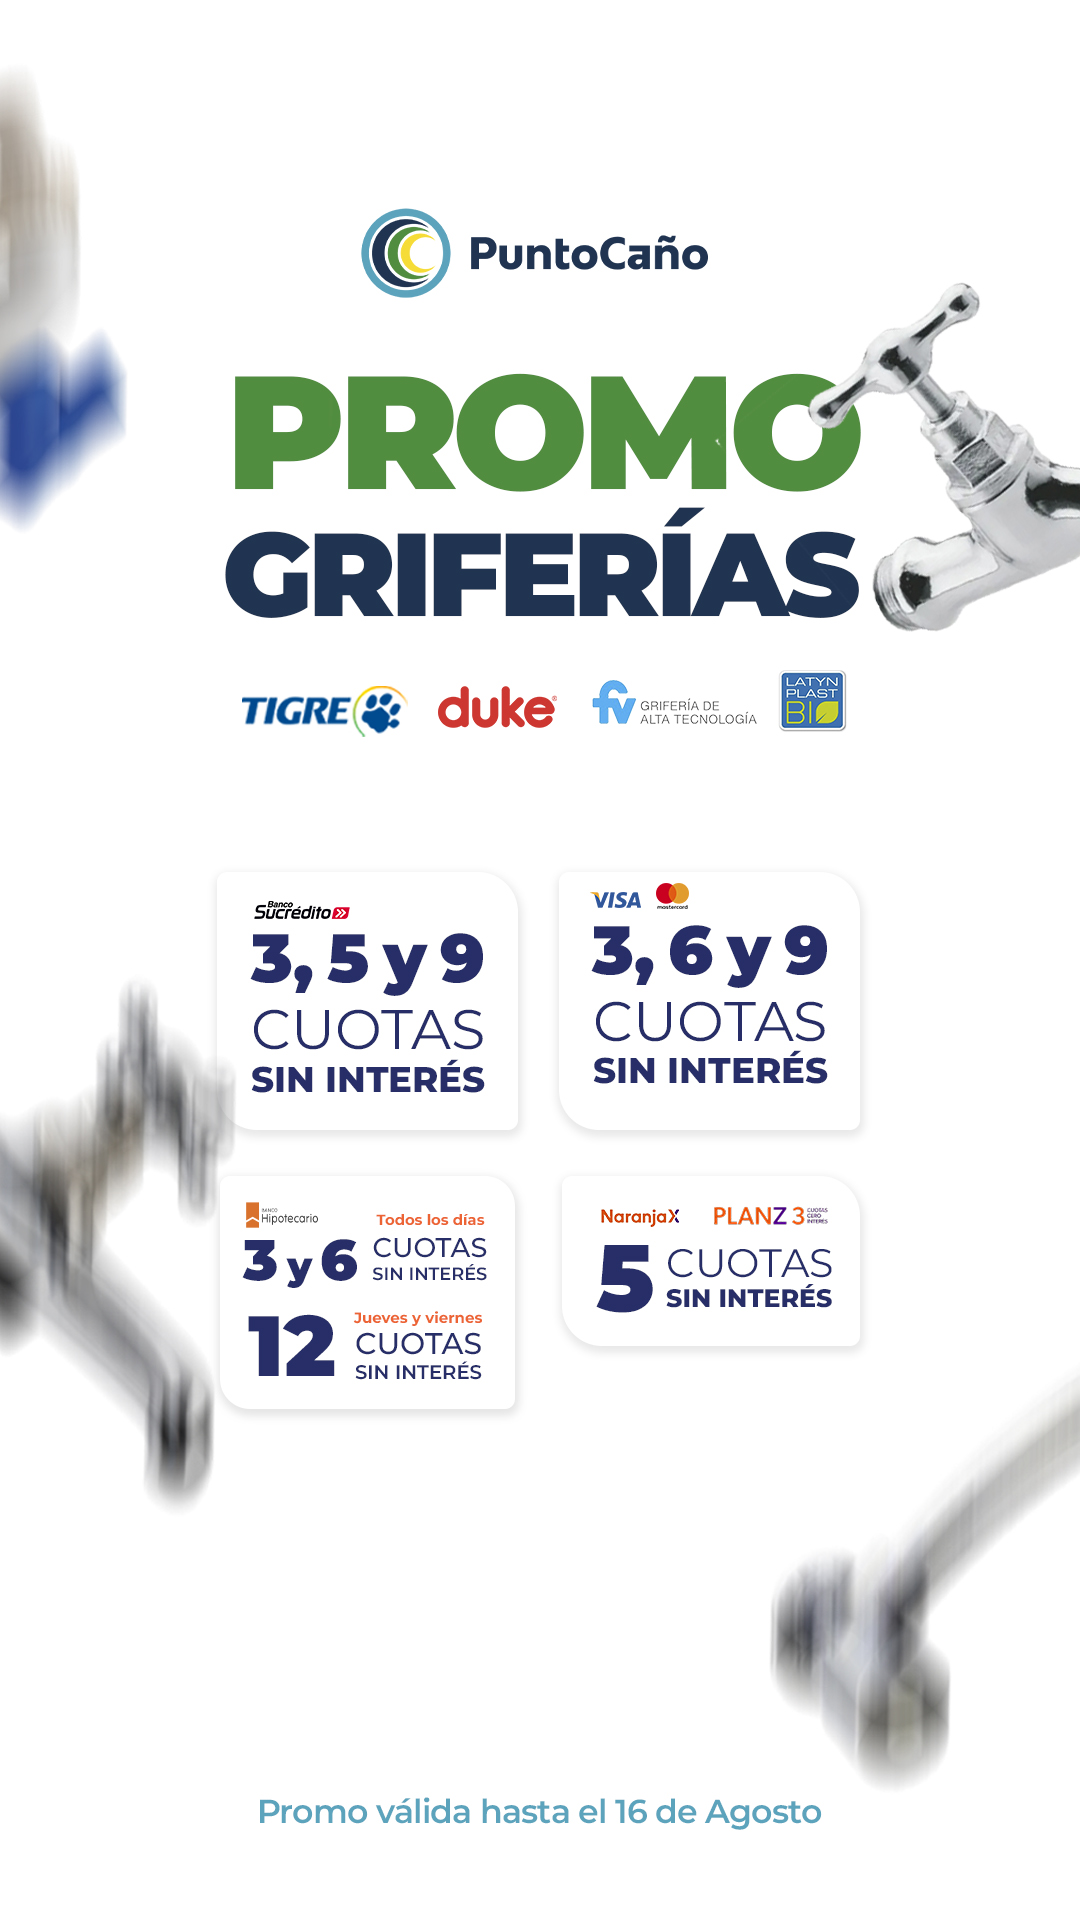 PuntoCaño
PROMO
GRIFERÍAS
TIGRE
duke®
fv GRIFERÍA DE
ALTA TECNOLOGÍA
LATYN
PLAST
BIO
Banco
Sucrédito
3, 5 y 9
CUOTAS
SIN INTERÉS
VISA mastercard
3, 6 y 9
CUOTAS
SIN INTERÉS
BANCO
Hipotecario
Todos los días
3 y 6 CUOTAS
SIN INTERÉS
Jueves y viernes
12 CUOTAS
SIN INTERÉS
NaranjaX PLANZ 3 CUOTAS
CERO
INTERÉS
5 CUOTAS
SIN INTERÉS
Promo válida hasta el 16 de Agosto